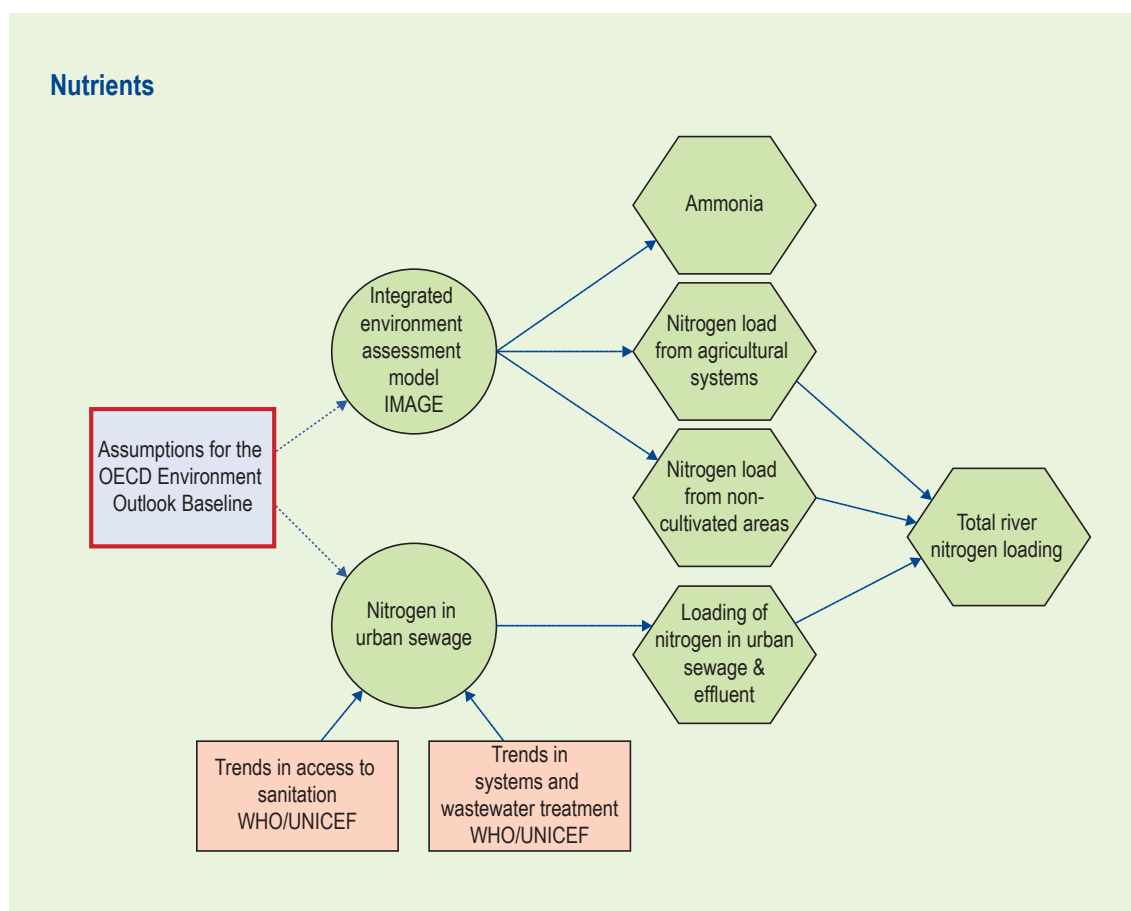 Nutrients
Ammonia
Integrated
environment
assessment
model
IMAGE
Nitrogen load
from agricultural
systems
Assumptions for the
OECD Environment
Outlook Baseline
Nitrogen load
from non-
cultivated areas
Total river
nitrogen loading
Nitrogen in
urban sewage
Loading of
nitrogen in urban
sewage &
effluent
Trends in access to
sanitation
WHO/UNICEF
Trends in
systems and
wastewater treatment
WHO/UNICEF